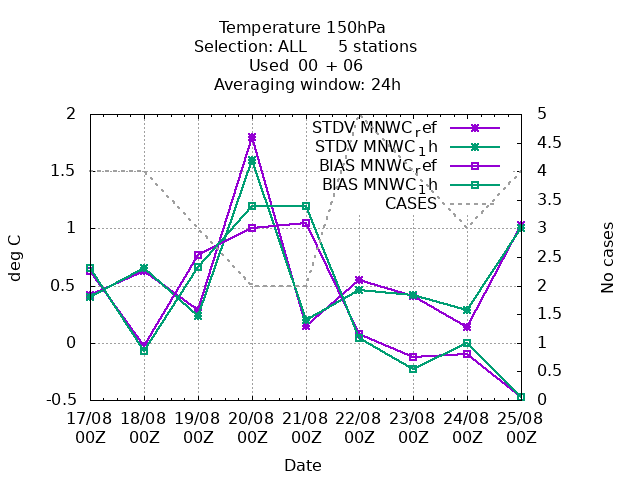 Temperature 150hPa
Selection: ALL 5 stations
Used 00 + 06
Averaging window: 24h
2
1.5
1
0.5
0
-0.5
deg C
5
4.5
4
3.5
3
2.5
2
1.5
1
0.5
0
No cases
STDV MNWC_ref
STDV MNWC_1h
BIAS MNWC_ref
BIAS MNWC_1h
CASES
17/08 18/08 19/08 20/08 21/08 22/08 23/08 24/08 25/08
00Z 00Z 00Z 00Z 00Z 00Z 00Z 00Z 00Z
Date